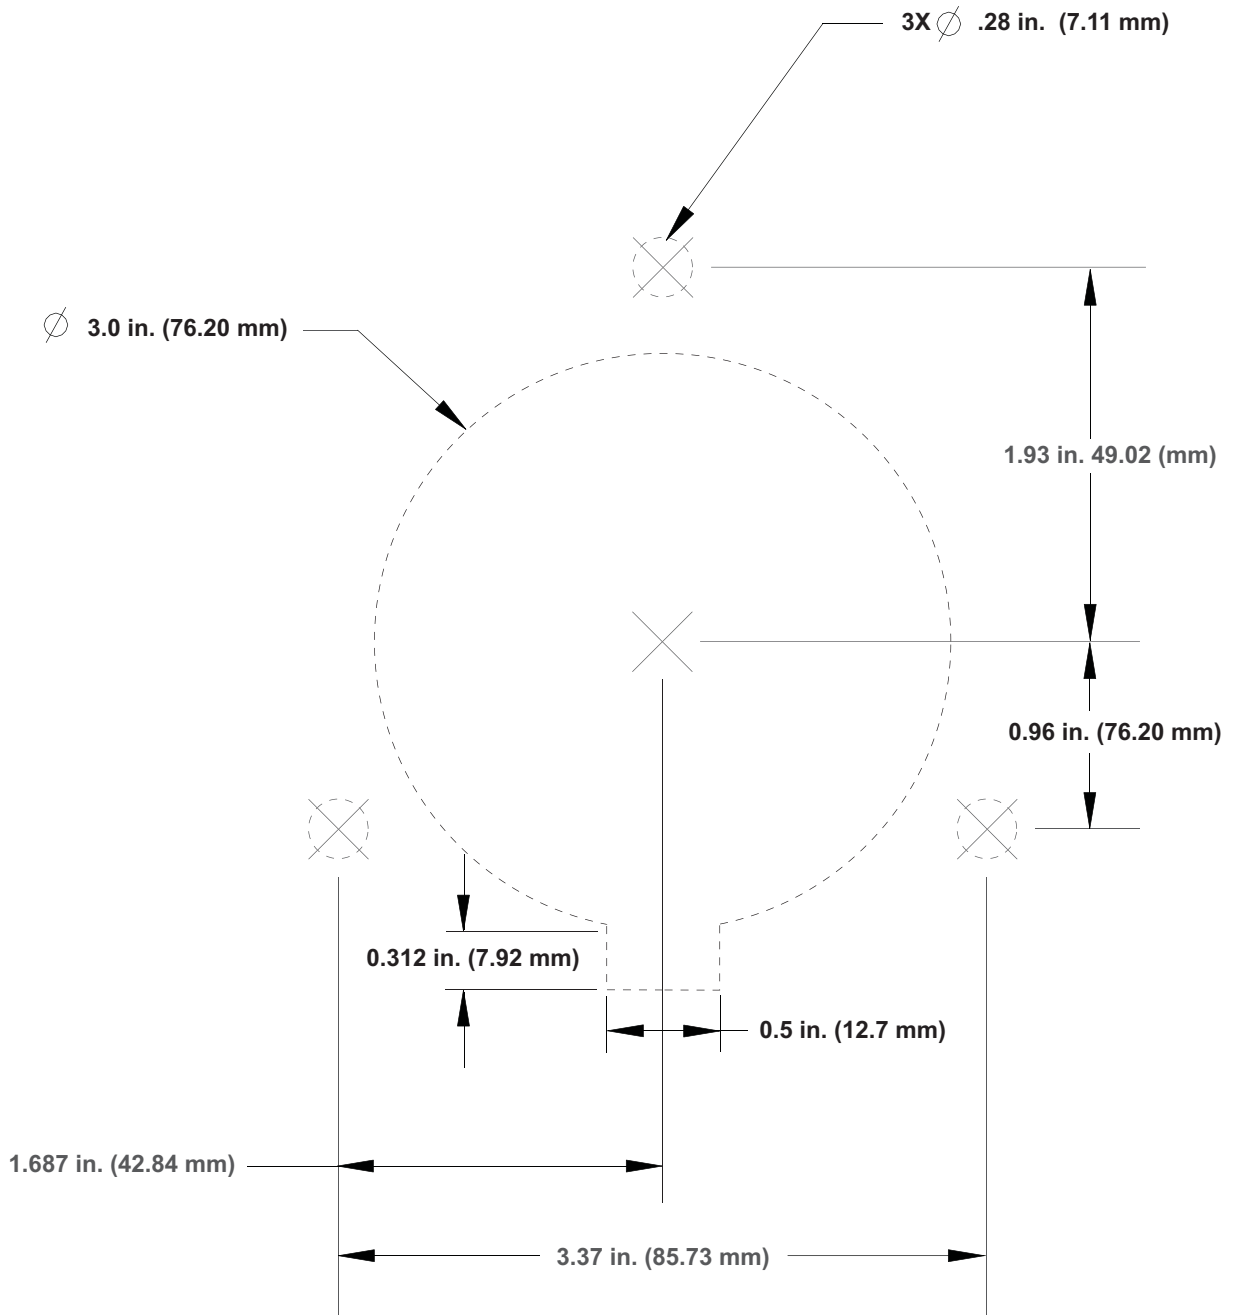 3X ∅ .28 in. (7.11 mm)
∅ 3.0 in. (76.20 mm)
1.93 in. 49.02 (mm)
0.96 in. (76.20 mm)
0.312 in. (7.92 mm)
0.5 in. (12.7 mm)
1.687 in. (42.84 mm)
3.37 in. (85.73 mm)